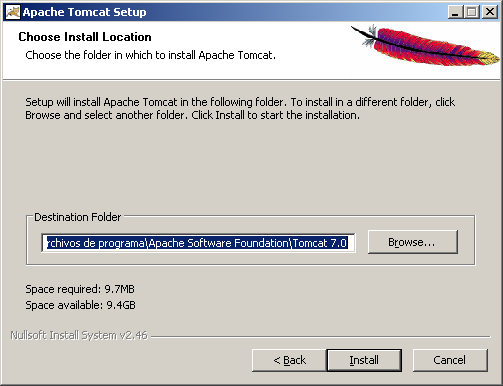 Apache Tomcat Setup
Choose Install Location
Choose the folder in which to install Apache Tomcat.
Setup will install Apache Tomcat in the following folder. To install in a different folder, click
Browse and select another folder. Click Install to start the installation.
Destination Folder
rchivos de programa\Apache Software Foundation\Tomcat 7.0
Browse...
Space required: 9.7MB
Space available: 9.4GB
Nullsoft Install System v2.46
< Back
Install
Cancel